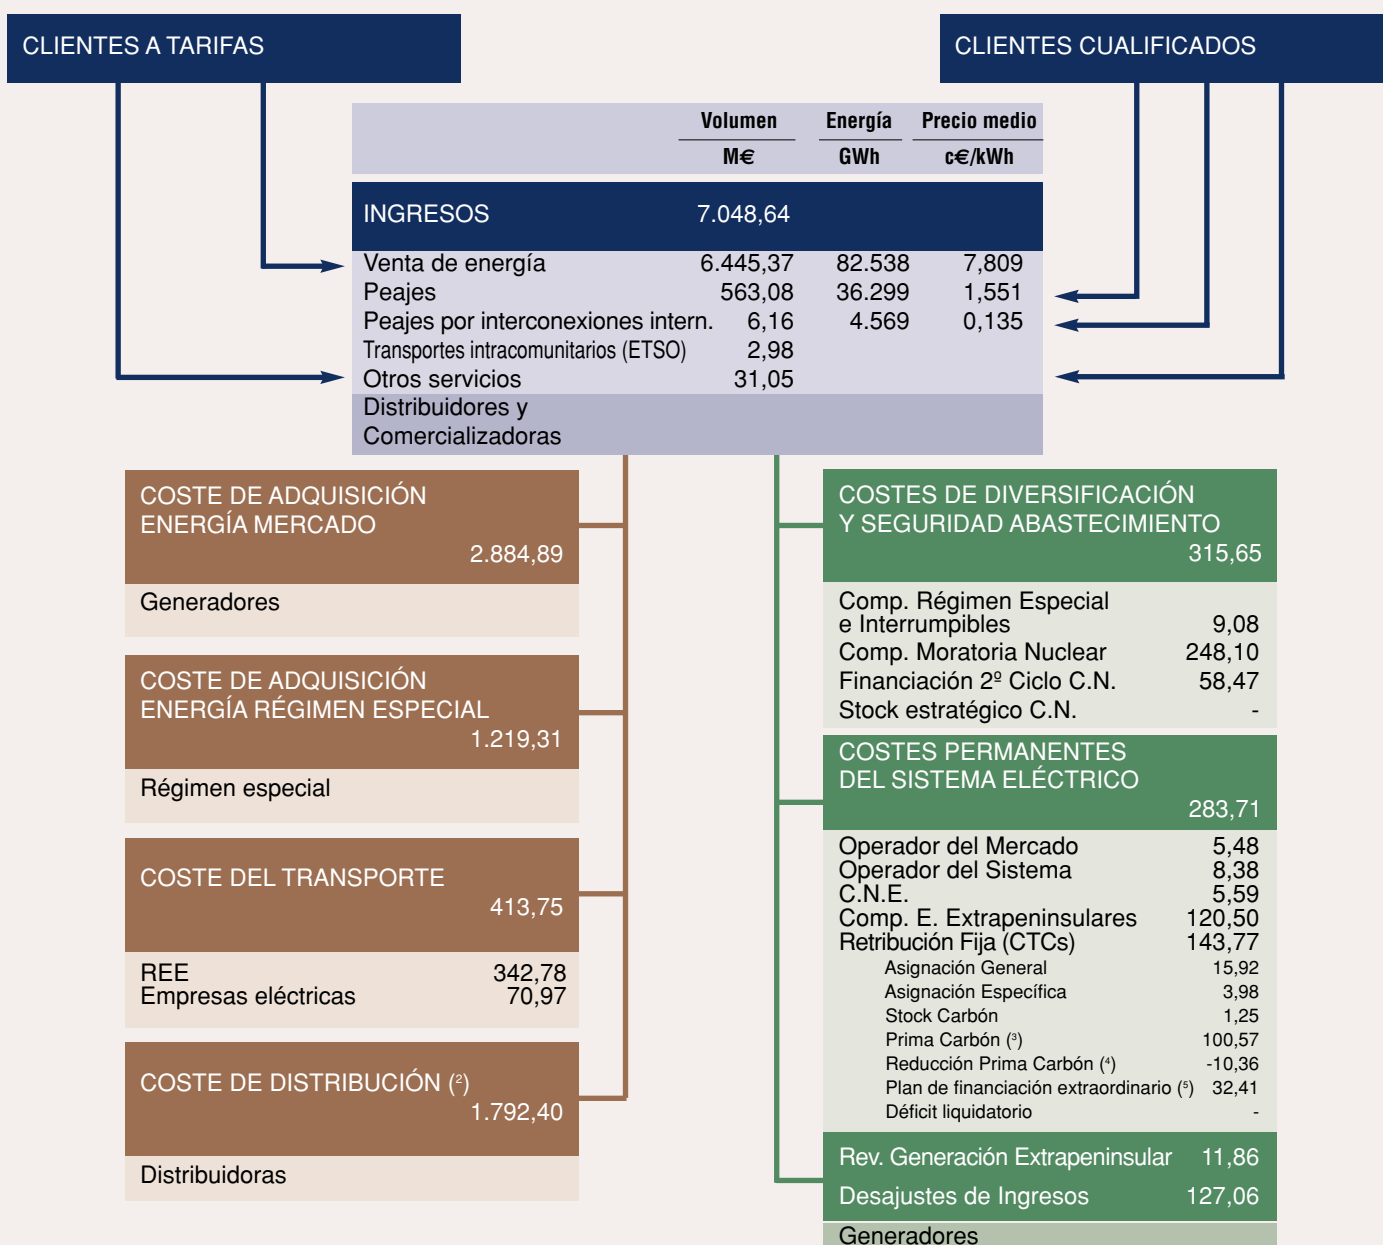 CLIENTES A TARIFAS
CLIENTES CUALIFICADOS
Volumen Energía Precio medio
M€ GWh c€/kWh
INGRESOS 7.048,64
Venta de energía 6.445,37 82.538 7,809
Peajes 563,08 36.299 1,551
Peajes por interconexiones intern. 6,16 4.569 0,135
Transportes intracomunitarios (ETSO) 2,98
Otros servicios 31,05
Distribuidores y
Comercializadoras
COSTE DE ADQUISICIÓN
ENERGÍA MERCADO
2.884,89
Generadores
COSTE DE ADQUISICIÓN
ENERGÍA RÉGIMEN ESPECIAL
1.219,31
Régimen especial
COSTE DEL TRANSPORTE
413,75
REE 342,78
Empresas eléctricas 70,97
COSTE DE DISTRIBUCIÓN (²)
1.792,40
Distribuidoras
COSTES DE DIVERSIFICACIÓN
Y SEGURIDAD ABASTECIMIENTO
315,65
Comp. Régimen Especial
e Interrumpibles 9,08
Comp. Moratoria Nuclear 248,10
Financiación 2º Ciclo C.N. 58,47
Stock estratégico C.N. -
COSTES PERMANENTES
DEL SISTEMA ELÉCTRICO
283,71
Operador del Mercado 5,48
Operador del Sistema 8,38
C.N.E. 5,59
Comp. E. Extrapeninsulares 120,50
Retribución Fija (CTCs) 143,77
Asignación General 15,92
Asignación Específica 3,98
Stock Carbón 1,25
Prima Carbón (³) 100,57
Reducción Prima Carbón (⁴) -10,36
Plan de financiación extraordinario (⁵) 32,41
Déficit liquidatorio -
Rev. Generación Extrapeninsular 11,86
Desajustes de Ingresos 127,06
Generadores